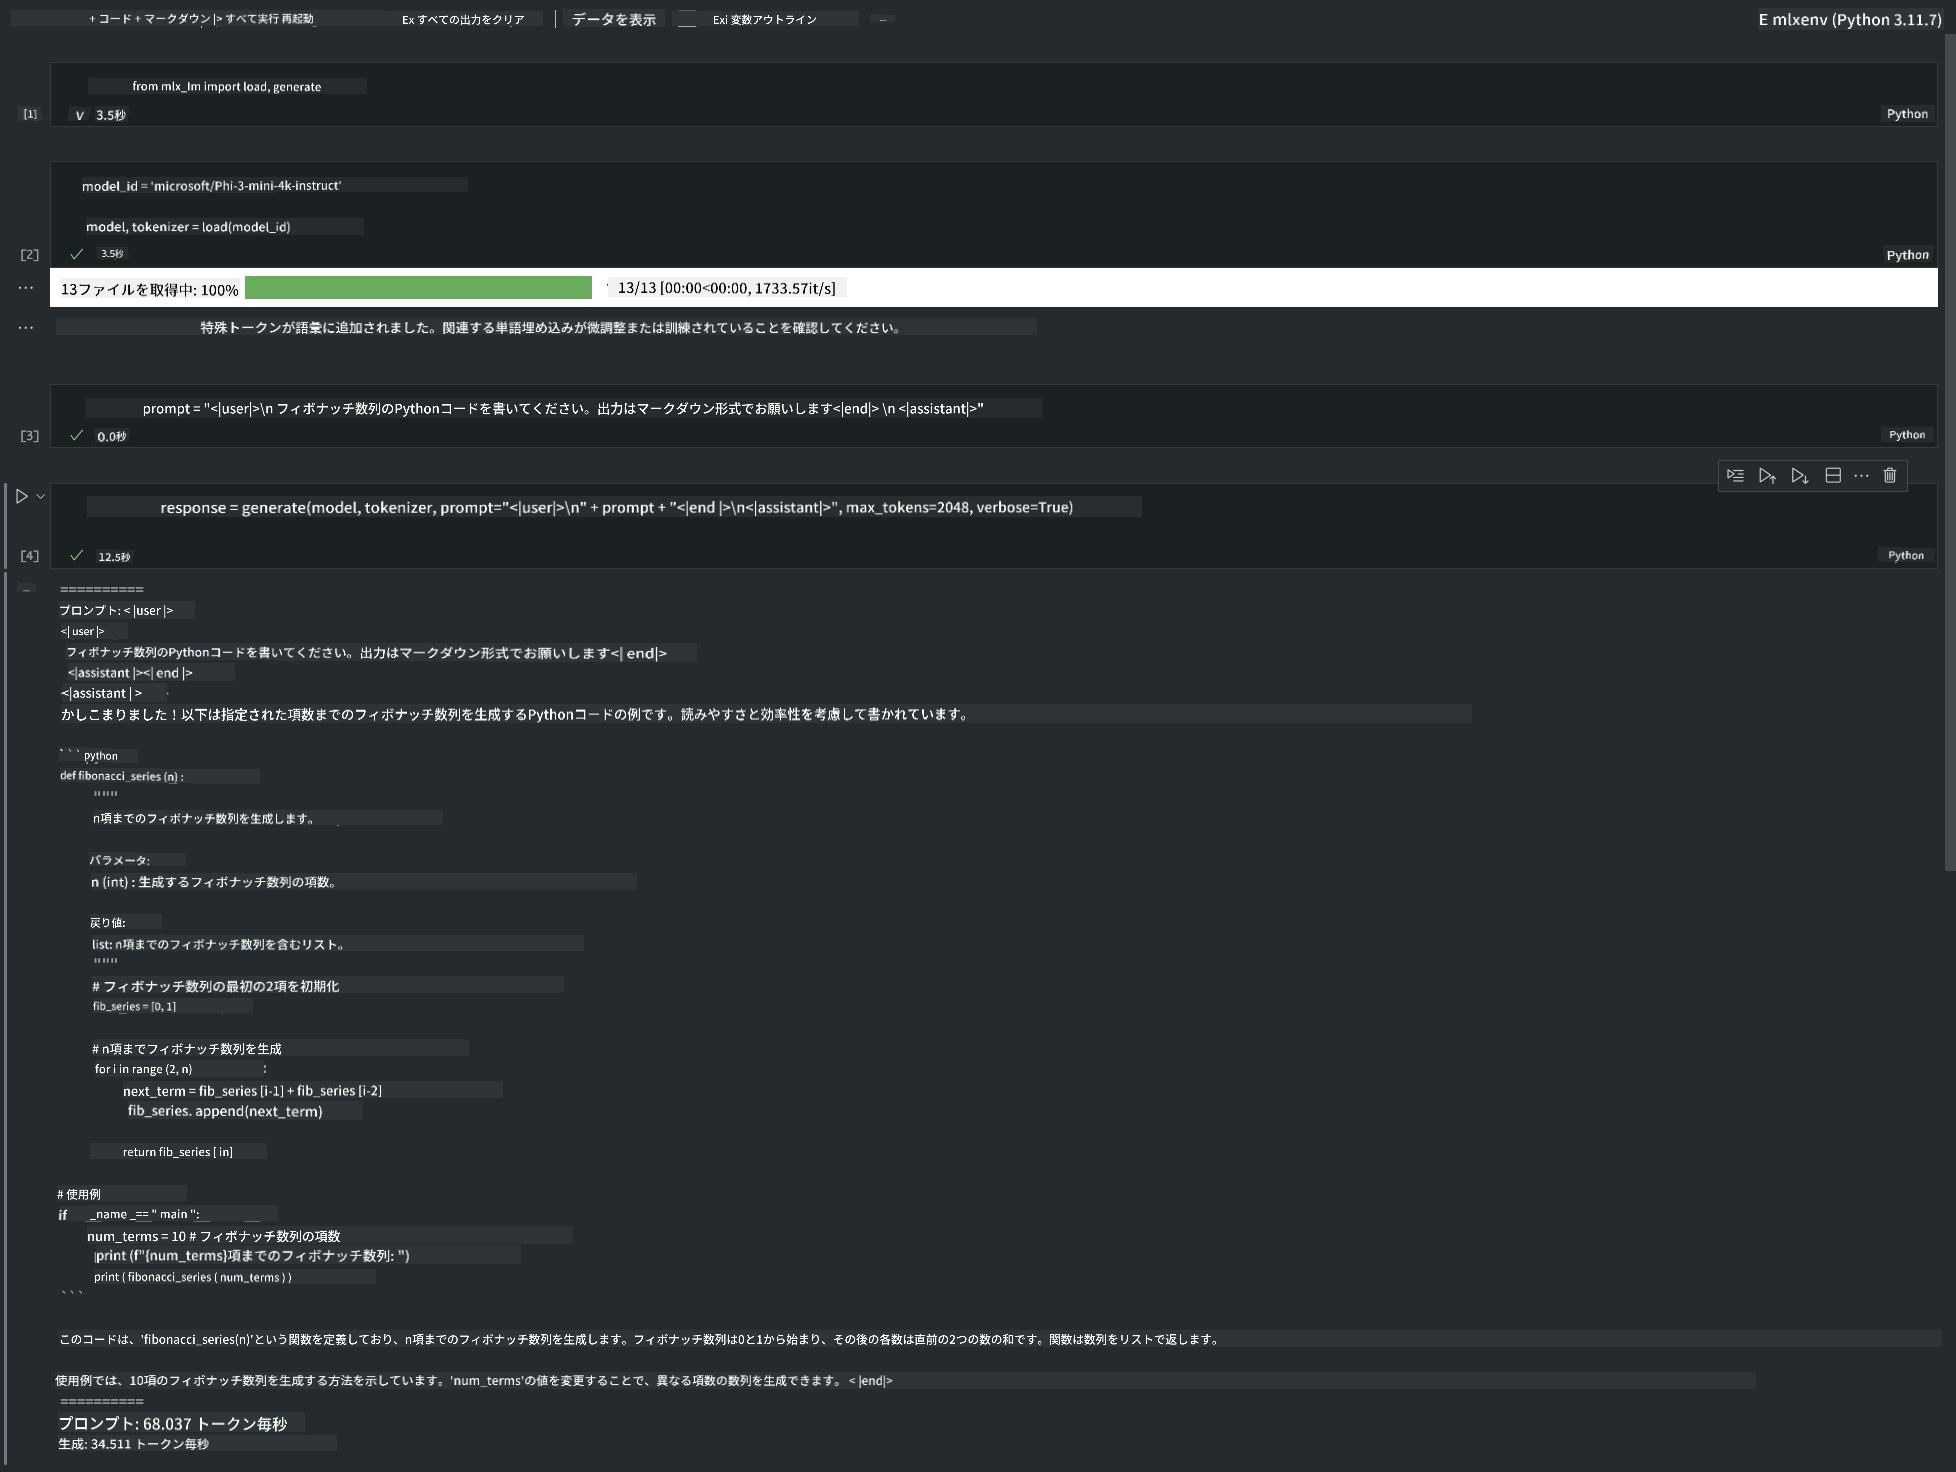 + コード + マークダウン |> すべて実行 再起動 Ex すべての出力をクリア | データを表示 Exi 変数アウトライン ... E mlxenv (Python 3.11.7)
from mlx_lm import load, generate
[1] V 3.5秒 Python
model_id = 'microsoft/Phi-3-mini-4k-instruct'
model, tokenizer = load(model_id)
[2] ✓ 3.5秒 Python
... 13ファイルを取得中: 100% 13/13 [00:00<00:00, 1733.57it/s]
... 特殊トークンが語彙に追加されました。関連する単語埋め込みが微調整または訓練されていることを確認してください。
prompt = "<|user|>\n フィボナッチ数列のPythonコードを書いてください。出力はマークダウン形式でお願いします<|end|> \n <|assistant|>"
[3] ✓ 0.0秒 Python
response = generate(model, tokenizer, prompt="<|user|>\n" + prompt + "<|end |>\n<|assistant|>", max_tokens=2048, verbose=True)
[4] ✓ 12.5秒 Python
... ==========
プロンプト: < |user |>
<| user |>
フィボナッチ数列のPythonコードを書いてください。出力はマークダウン形式でお願いします<| end|>
<|assistant |><| end |>
<|assistant | >
かしこまりました！以下は指定された項数までのフィボナッチ数列を生成するPythonコードの例です。読みやすさと効率性を考慮して書かれています。
` ` ` python
def fibonacci_series (n) :
"""
n項までのフィボナッチ数列を生成します。
パラメータ:
n (int) : 生成するフィボナッチ数列の項数。
戻り値:
list: n項までのフィボナッチ数列を含むリスト。
"""
# フィボナッチ数列の最初の2項を初期化
fib_series = [0, 1]
# n項までフィボナッチ数列を生成
for i in range (2, n) :
next_term = fib_series [i-1] + fib_series [i-2]
fib_series. append(next_term)
return fib_series [ in]
# 使用例
if _name _== " main ":
num_terms = 10 # フィボナッチ数列の項数
print (f"{num_terms}項までのフィボナッチ数列: ")
print ( fibonacci_series ( num_terms ) )
` ` `
このコードは、'fibonacci_series(n)'という関数を定義しており、n項までのフィボナッチ数列を生成します。フィボナッチ数列は0と1から始まり、その後の各数は直前の2つの数の和です。関数は数列をリストで返します。
使用例では、10項のフィボナッチ数列を生成する方法を示しています。'num_terms'の値を変更することで、異なる項数の数列を生成できます。 < |end|>
==========
プロンプト: 68.037 トークン毎秒
生成: 34.511 トークン毎秒